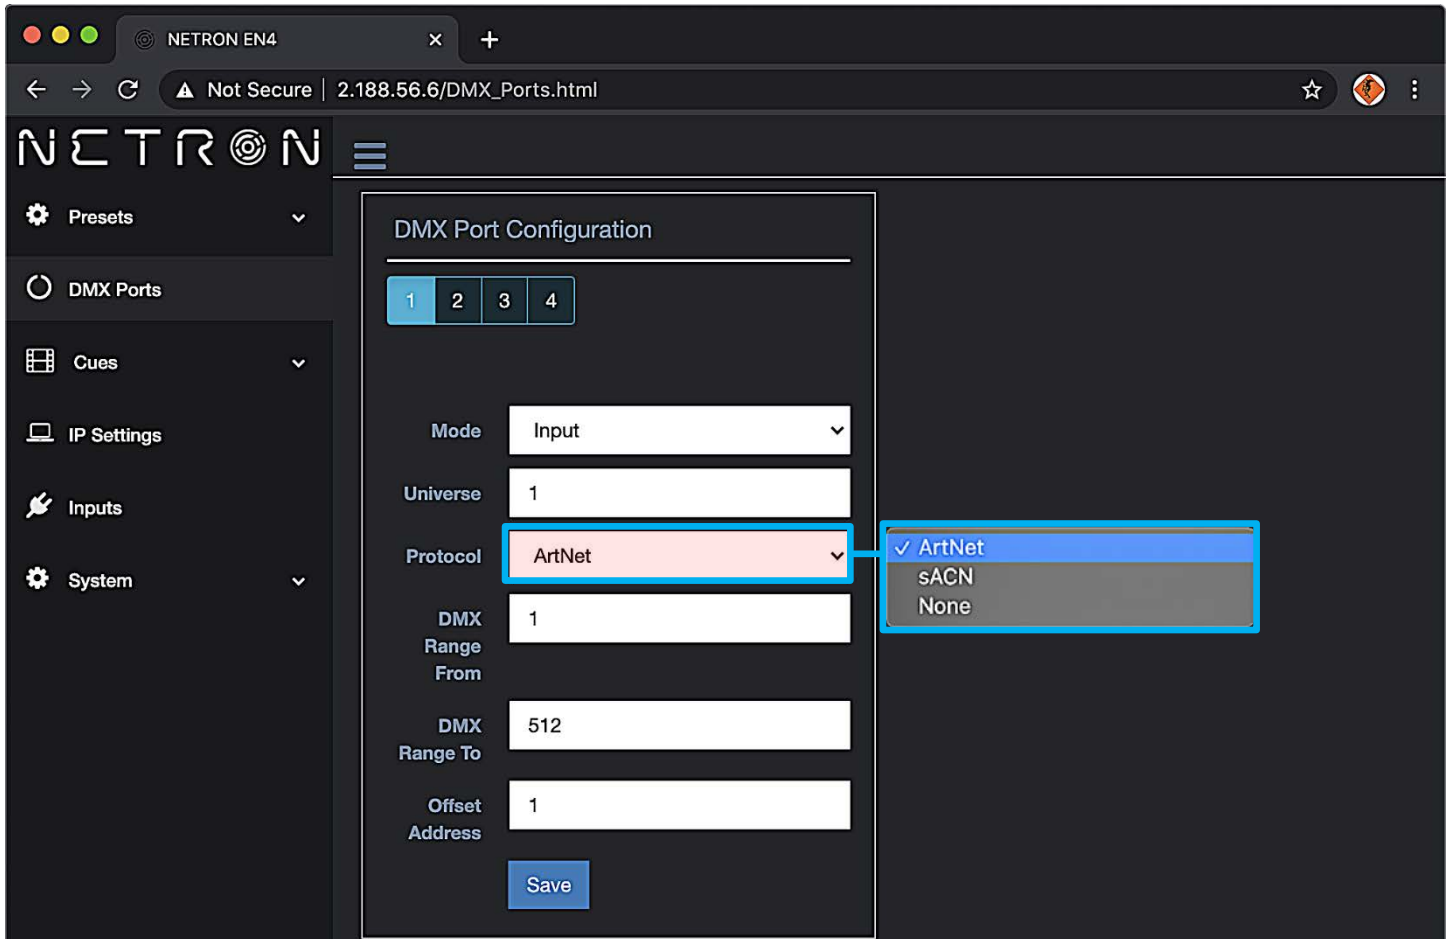 NETRON EN4
Not Secure | 2.188.56.6/DMX_Ports.html
NETRON
Presets
DMX Ports
Cues
IP Settings
Inputs
System
DMX Port Configuration
1 2 3 4
Mode Input
Universe 1
Protocol ArtNet
✓ ArtNet
sACN
None
DMX Range From 1
DMX Range To 512
Offset Address 1
Save